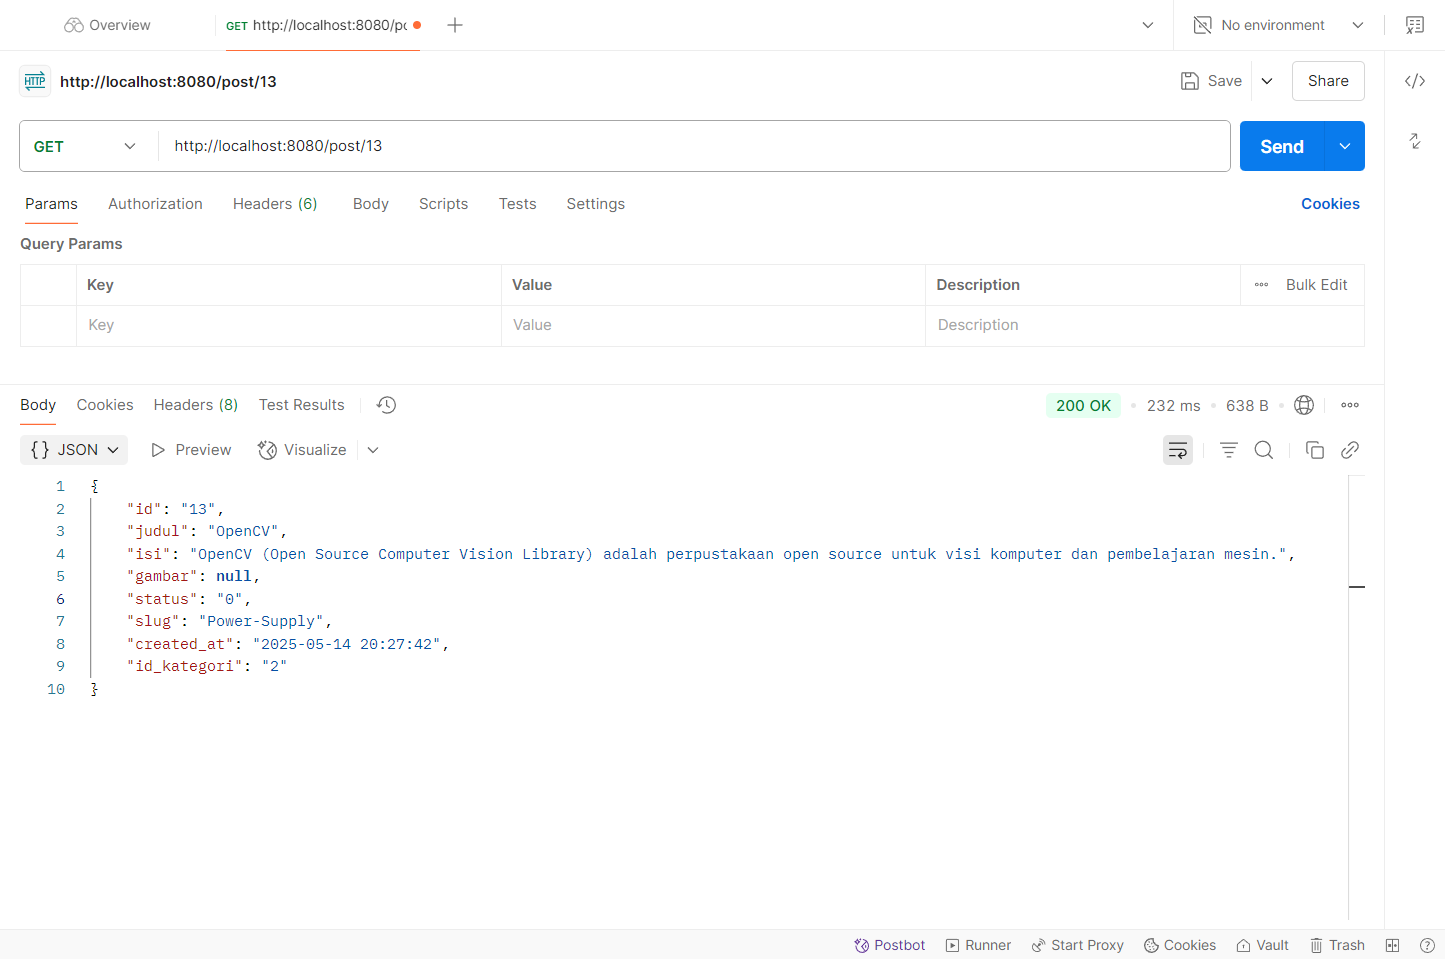 Overview
GET http://localhost:8080/po
No environment
http://localhost:8080/post/13
Save
Share
GET
http://localhost:8080/post/13
Send
Params Authorization Headers (6) Body Scripts Tests Settings Cookies
Query Params
Key Value Description Bulk Edit
Key Value Description
Body Cookies Headers (8) Test Results 200 OK 232 ms 638 B
{} JSON Preview Visualize
1 {
2 "id": "13",
3 "judul": "OpenCV",
4 "isi": "OpenCV (Open Source Computer Vision Library) adalah perpustakaan open source untuk visi komputer dan pembelajaran mesin.",
5 "gambar": null,
6 "status": "0",
7 "slug": "Power-Supply",
8 "created_at": "2025-05-14 20:27:42",
9 "id_kategori": "2"
10 }
Postbot Runner Start Proxy Cookies Vault Trash